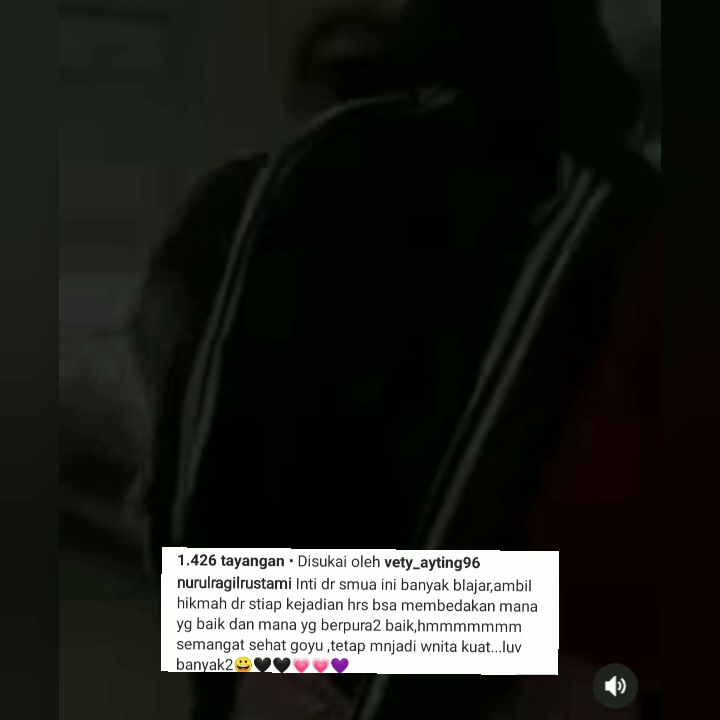 1.426 tayangan • Disukai oleh vety_ayting96
nurulragilrustami Inti dr smua ini banyak blajar,ambil
hikmah dr stiap kejadian hrs bsa membedakan mana
yg baik dan mana yg berpura2 baik,hmmmmmmm
semangat sehat goyu ,tetap mnjadi wnita kuat...luv
banyak2😀🖤🖤💗💗💜